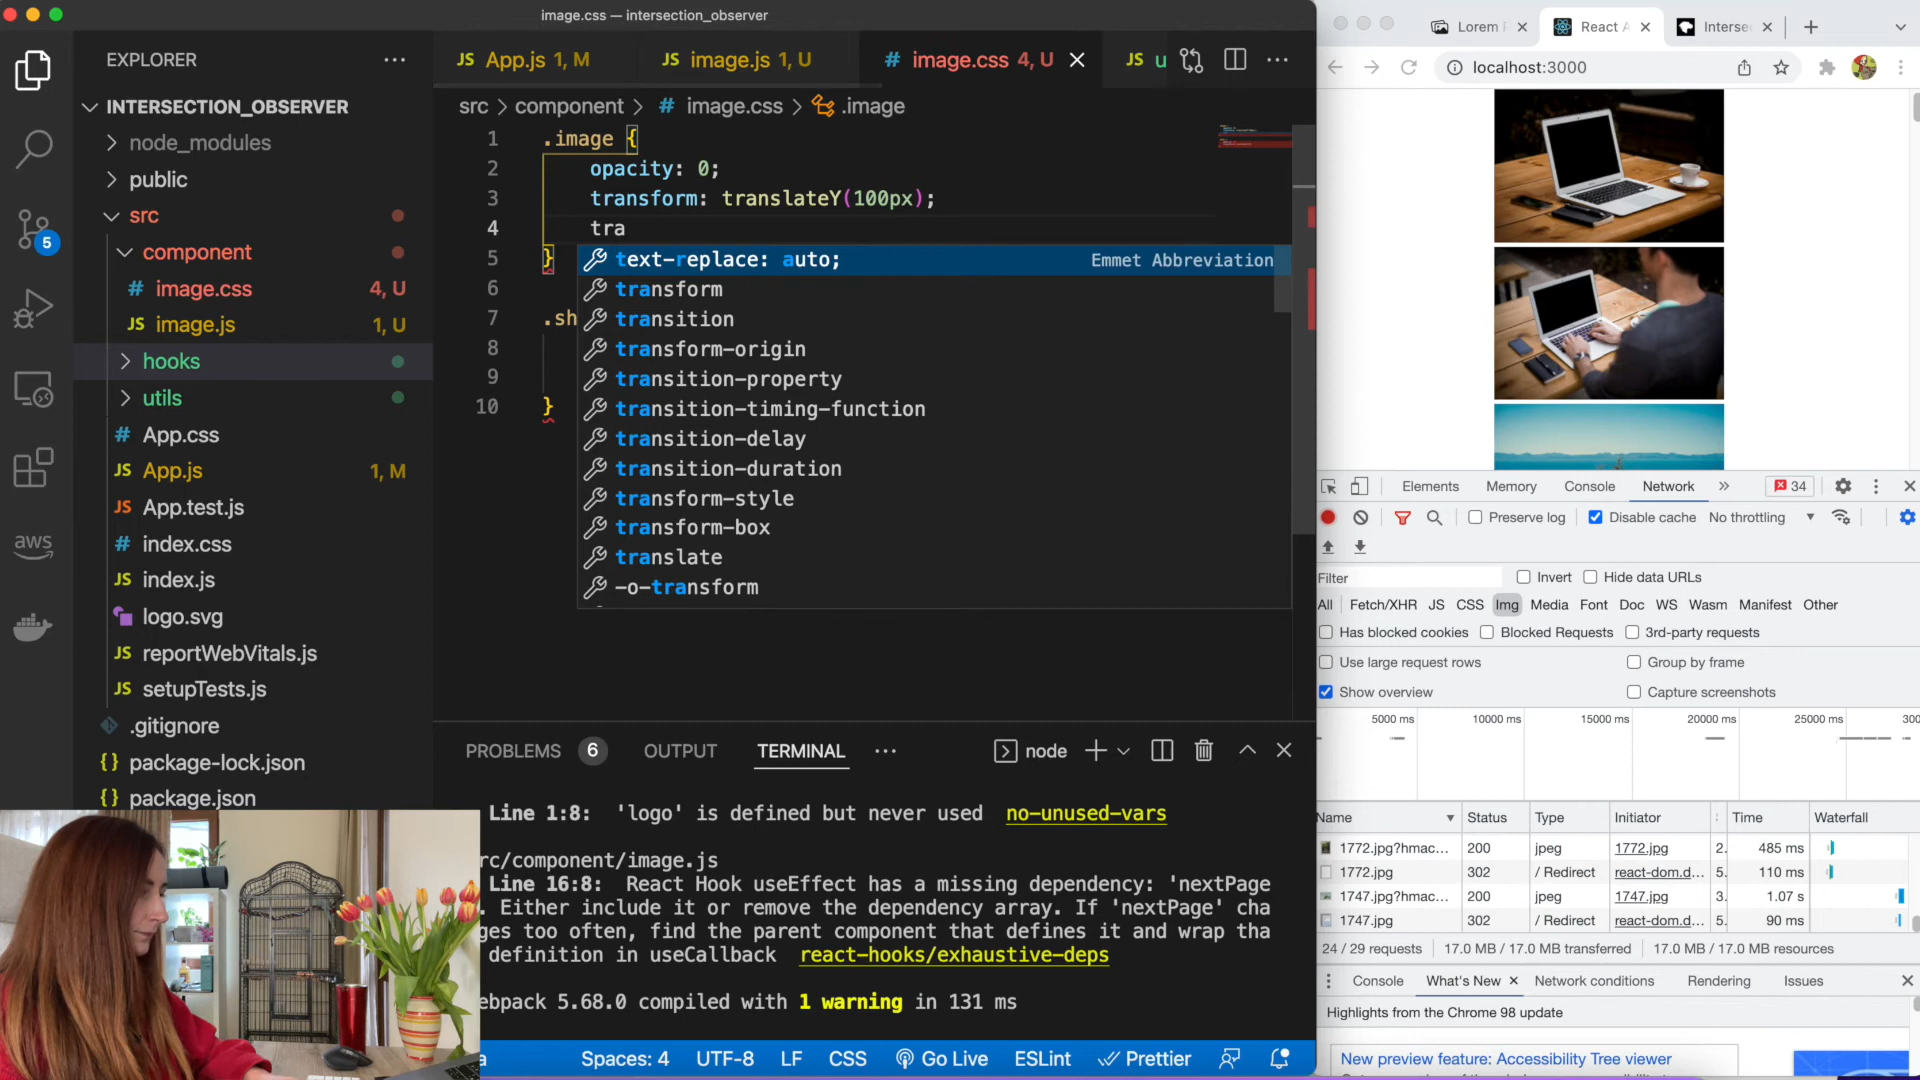 image.css — intersection_observer
EXPLORER
INTERSECTION_OBSERVER
node_modules
public
src
component
# image.css 4, U
JS image.js 1, U
hooks
utils
# App.css
JS App.js 1, M
JS App.test.js
# index.css
JS index.js
logo.svg
JS reportWebVitals.js
JS setupTests.js
.gitignore
{} package-lock.json
{} package.json
5
aws
JS App.js 1, M
JS image.js 1, U
# image.css 4, U
JS u
src > component > # image.css > .image
1 .image {
2 opacity: 0;
3 transform: translateY(100px);
4 tra
5 }
6
7 .sh
8
9
10 }
text-replace: auto; Emmet Abbreviation
transform
transition
transform-origin
transition-property
transition-timing-function
transition-delay
transition-duration
transform-style
transform-box
translate
-o-transform
PROBLEMS 6 OUTPUT TERMINAL node
Line 1:8: 'logo' is defined but never used no-unused-vars
rc/component/image.js
Line 16:8: React Hook useEffect has a missing dependency: 'nextPage
. Either include it or remove the dependency array. If 'nextPage' cha
ges too often, find the parent component that defines it and wrap tha
definition in useCallback react-hooks/exhaustive-deps
ebpack 5.68.0 compiled with 1 warning in 131 ms
Spaces: 4 UTF-8 LF CSS Go Live ESLint Prettier
Lorem React A Interse
localhost:3000
Elements Memory Console Network 34
Preserve log Disable cache No throttling
Filter Invert Hide data URLs
All Fetch/XHR JS CSS Img Media Font Doc WS Wasm Manifest Other
Has blocked cookies Blocked Requests 3rd-party requests
Use large request rows Group by frame
Show overview Capture screenshots
5000 ms 10000 ms 15000 ms 20000 ms 25000 ms 300
Name Status Type Initiator Time Waterfall
1772.jpg?hmac... 200 jpeg 1772.jpg 2. 485 ms
1772.jpg 302 / Redirect react-dom.d... 5. 110 ms
1747.jpg?hmac... 200 jpeg 1747.jpg 2. 1.07 s
1747.jpg 302 / Redirect react-dom.d... 5. 90 ms
24 / 29 requests 17.0 MB / 17.0 MB transferred 17.0 MB / 17.0 MB resources
Console What's New Network conditions Rendering Issues
Highlights from the Chrome 98 update
New preview feature: Accessibility Tree viewer